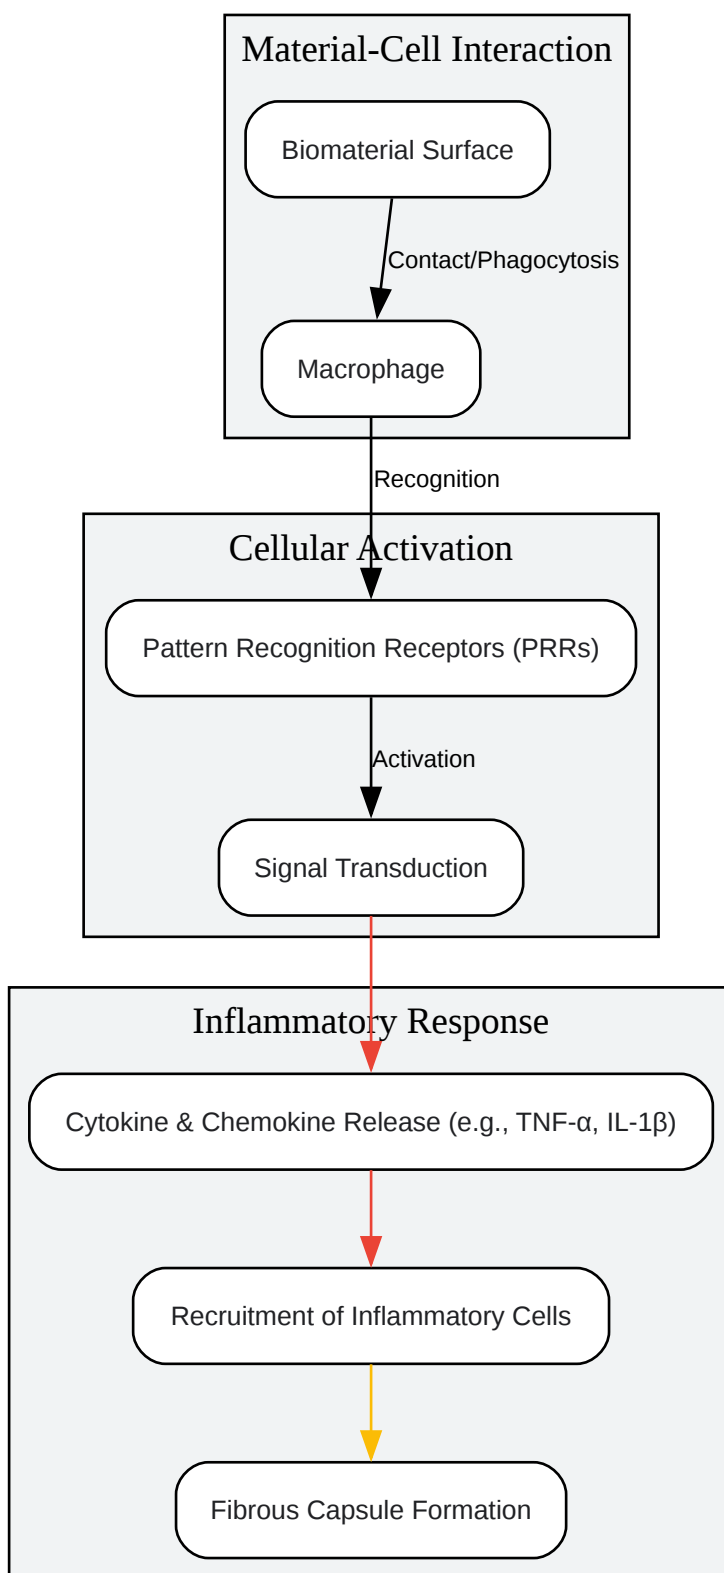 Material-Cell Interaction
Biomaterial Surface
Contact/Phagocytosis
Macrophage
Recognition
Cellular Activation
Pattern Recognition Receptors (PRRs)
Activation
Signal Transduction
Inflammatory Response
Cytokine & Chemokine Release (e.g., TNF-α, IL-1β)
Recruitment of Inflammatory Cells
Fibrous Capsule Formation